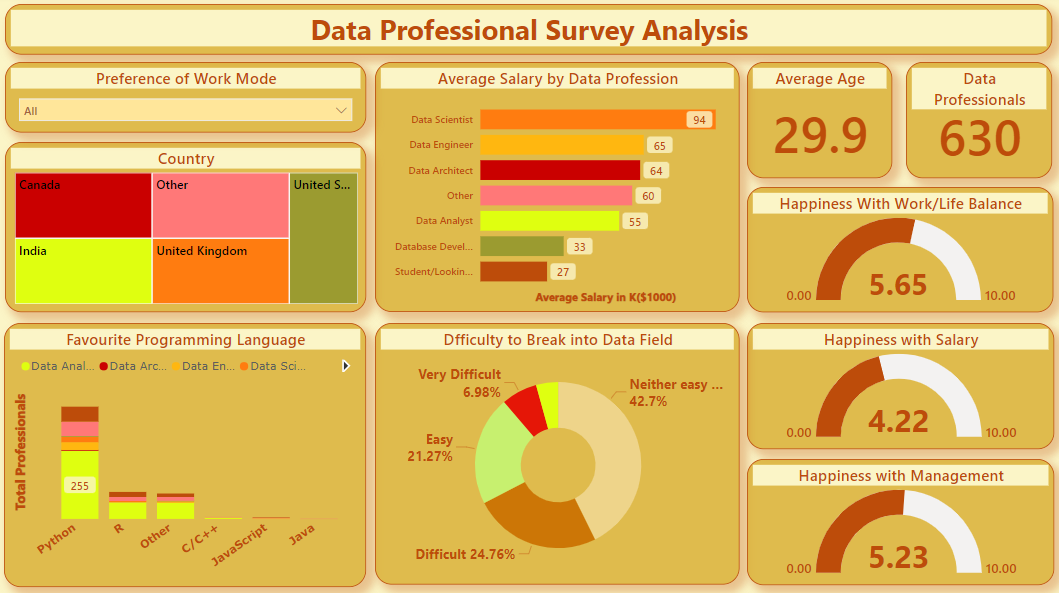 Data Professional Survey Analysis
Preference of Work Mode
All
Country
Canada
Other
United S...
India
United Kingdom
Average Salary by Data Profession
Data Scientist
94
Data Engineer
65
Data Architect
64
Other
60
Data Analyst
55
Database Devel...
33
Student/Lookin...
27
Average Salary in K($1000)
Average Age
29.9
Data
Professionals
630
Happiness With Work/Life Balance
5.65
0.00
10.00
Favourite Programming Language
Data Anal...
Data Arc...
Data En...
Data Sci...
Total Professionals
255
Python
R
Other
C/C++
JavaScript
Java
Dfficulty to Break into Data Field
Very Difficult
6.98%
Neither easy ...
42.7%
Easy
21.27%
Difficult 24.76%
Happiness with Salary
4.22
0.00
10.00
Happiness with Management
5.23
0.00
10.00